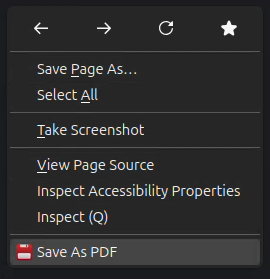 Save Page As…
Select All
Take Screenshot
View Page Source
Inspect Accessibility Properties
Inspect (Q)
Save As PDF